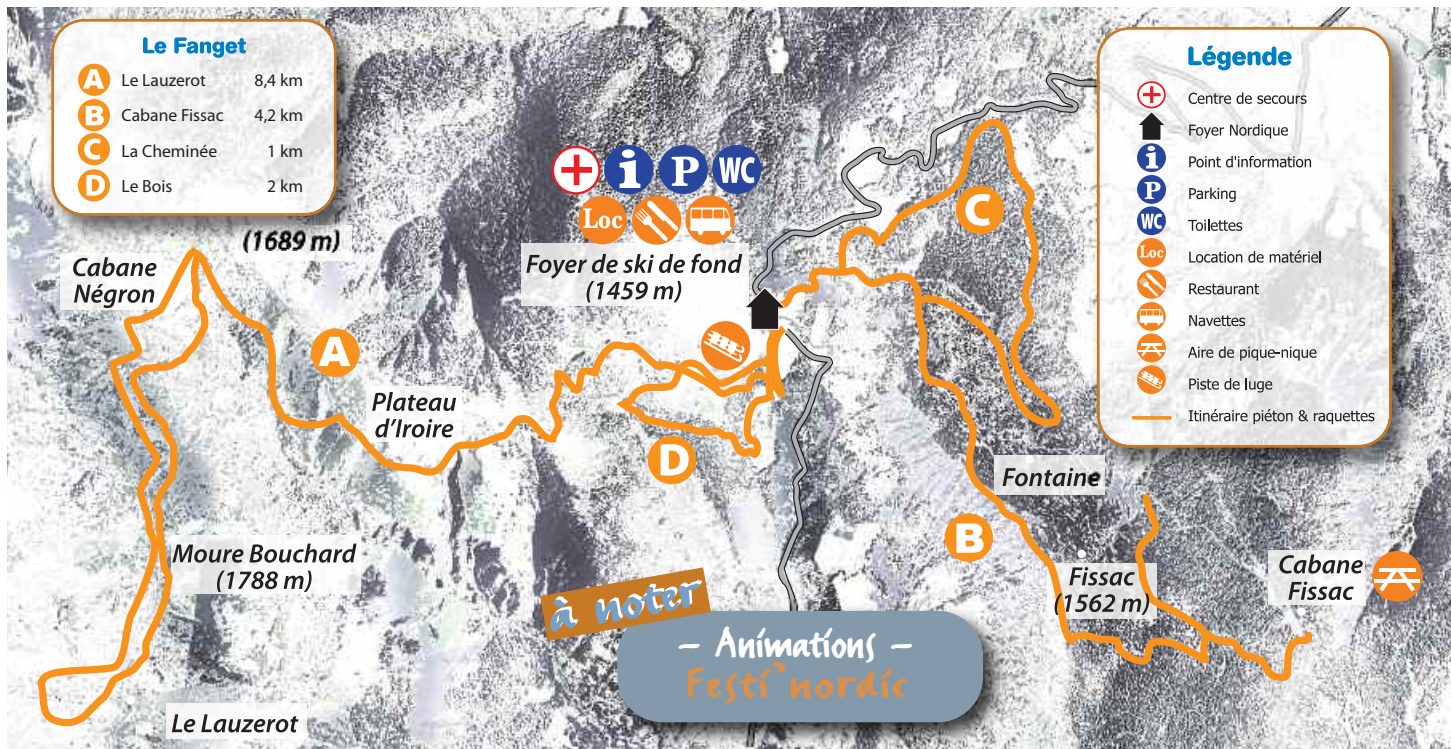 Le Fanget
A Le Lauzerot 8,4 km
B Cabane Fissac 4,2 km
C La Cheminée 1 km
D Le Bois 2 km
Légende
Centre de secours
Foyer Nordique
i Point d'information
P Parking
WC Toilettes
Loc Location de matériel
Restaurant
Navettes
Aire de pique-nique
Piste de luge
Itinéraire piéton & raquettes
i P WC
Loc
Foyer de ski de fond
(1459 m)
(1689 m)
Cabane
Négron
A
Plateau
d'Iroire
C
D
Fontaine
B
Moure Bouchard
(1788 m)
Fissac
(1562 m)
Cabane
Fissac
Le Lauzerot
à noter
– Animations –
Festi'nordic